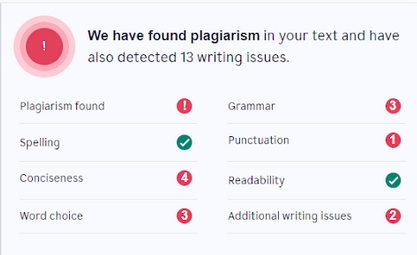 !
We have found plagiarism in your text and have
also detected 13 writing issues.
Plagiarism found !
Grammar 3
Spelling
Punctuation 1
Conciseness 4
Readability
Word choice 3
Additional writing issues 2